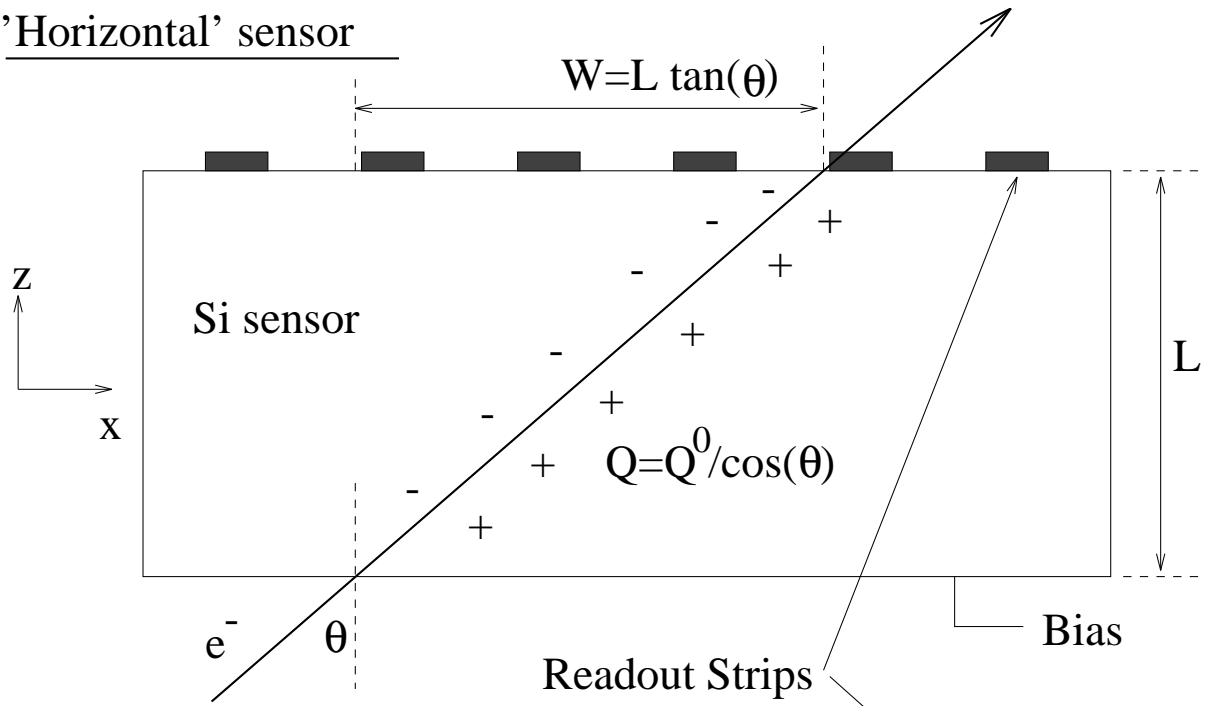 'Horizontal' sensor
W=L tan(θ)
z
Si sensor
L
x
Q=Q⁰/cos(θ)
e⁻
θ
Bias
Readout Strips